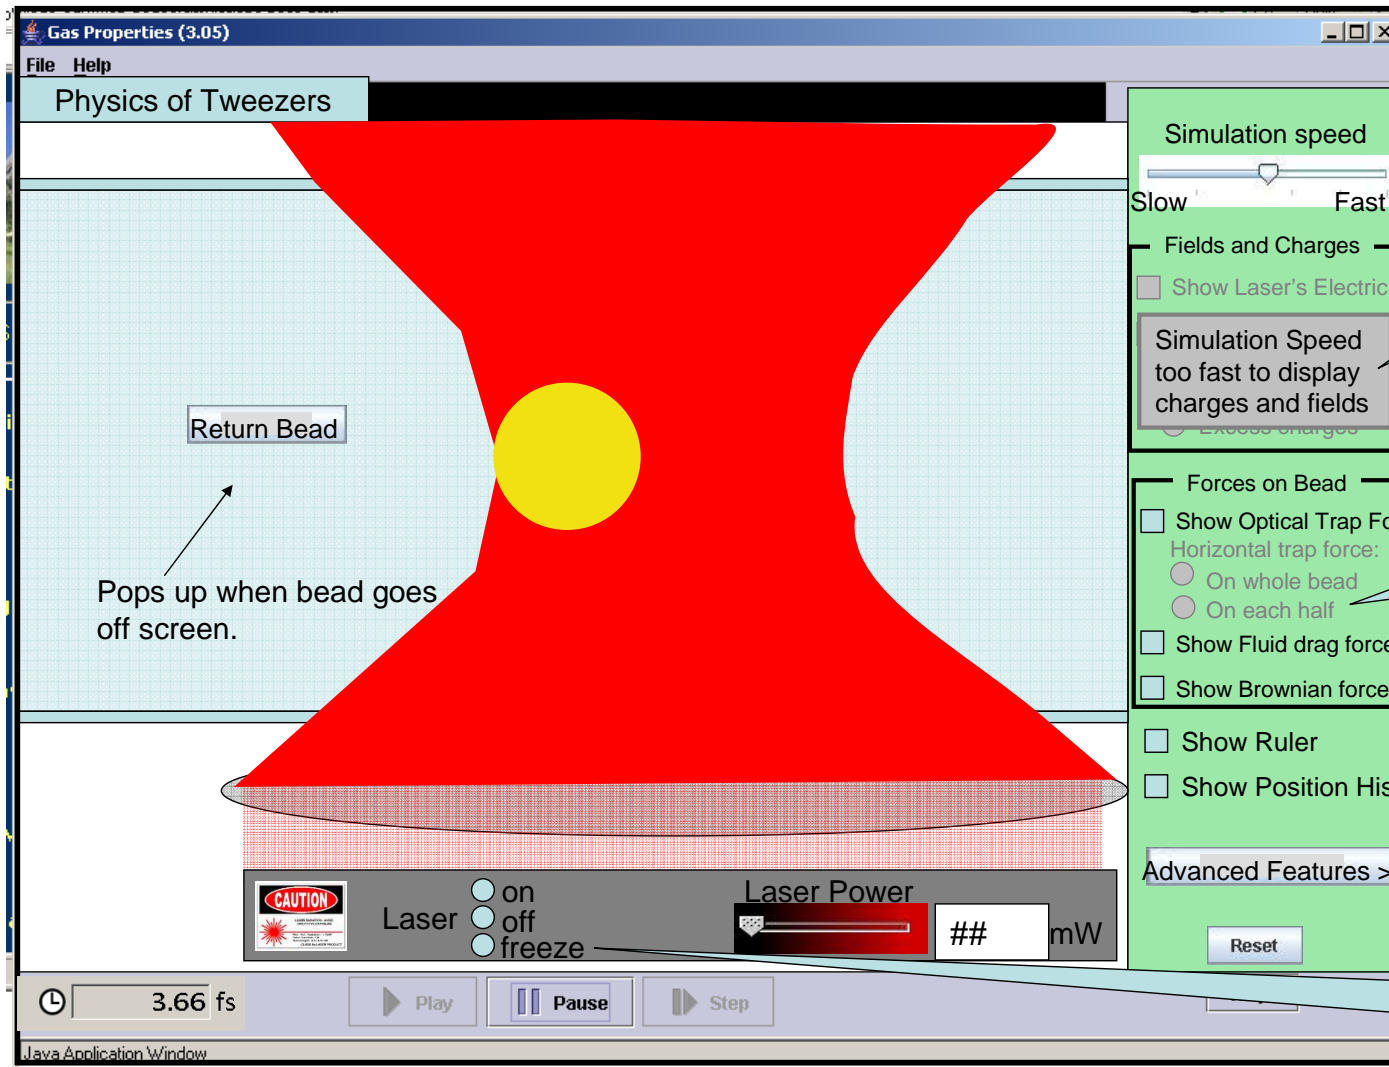 Gas Properties (3.05)
File Help
Physics of Tweezers
Simulation speed
Slow Fast
Fields and Charges
Show Laser's Electric
Simulation Speed
too fast to display
charges and fields
Excess charges
Return Bead
Pops up when bead goes
off screen.
Forces on Bead
Show Optical Trap Fo
Horizontal trap force:
On whole bead
On each half
Show Fluid drag force
Show Brownian force
Show Ruler
Show Position His
Advanced Features >
Reset
CAUTION
Laser
on
off
freeze
Laser Power
## mW
3.66 fs
Play
Pause
Step
Java Application Window